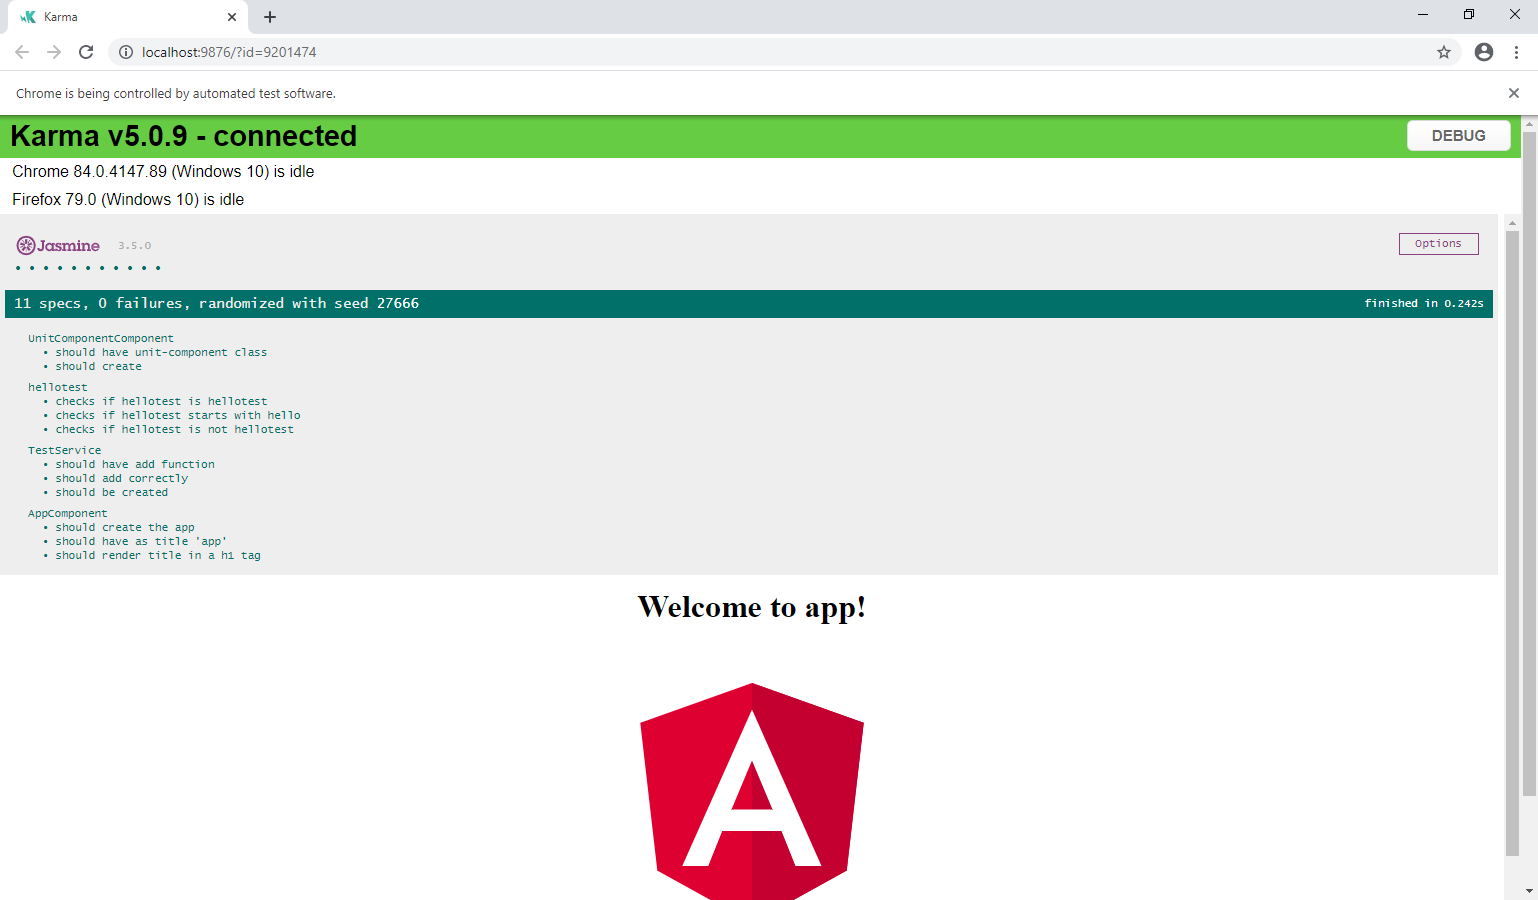 Karma
localhost:9876/?id=9201474
Chrome is being controlled by automated test software.
Karma v5.0.9 - connected
DEBUG
Chrome 84.0.4147.89 (Windows 10) is idle
Firefox 79.0 (Windows 10) is idle
Jasmine 3.5.0
Options
11 specs, 0 failures, randomized with seed 27666
finished in 0.242s
UnitComponentComponent
• should have unit-component class
• should create
hellotest
• checks if hellotest is hellotest
• checks if hellotest starts with hello
• checks if hellotest is not hellotest
TestService
• should have add function
• should add correctly
• should be created
AppComponent
• should create the app
• should have as title 'app'
• should render title in a h1 tag
Welcome to app!
A